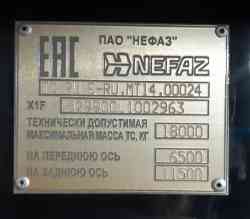 EAC ПАО "НЕФАЗ"
NEFAZ
RU.MT14.00024
X1F 1002963
ТЕХНИЧЕСКИ ДОПУСТИМАЯ
МАКСИМАЛЬНАЯ МАССА ТС, КГ 18000
НА ПЕРЕДНЮЮ ОСЬ 6500
НА ЗАДНЮЮ ОСЬ 11500